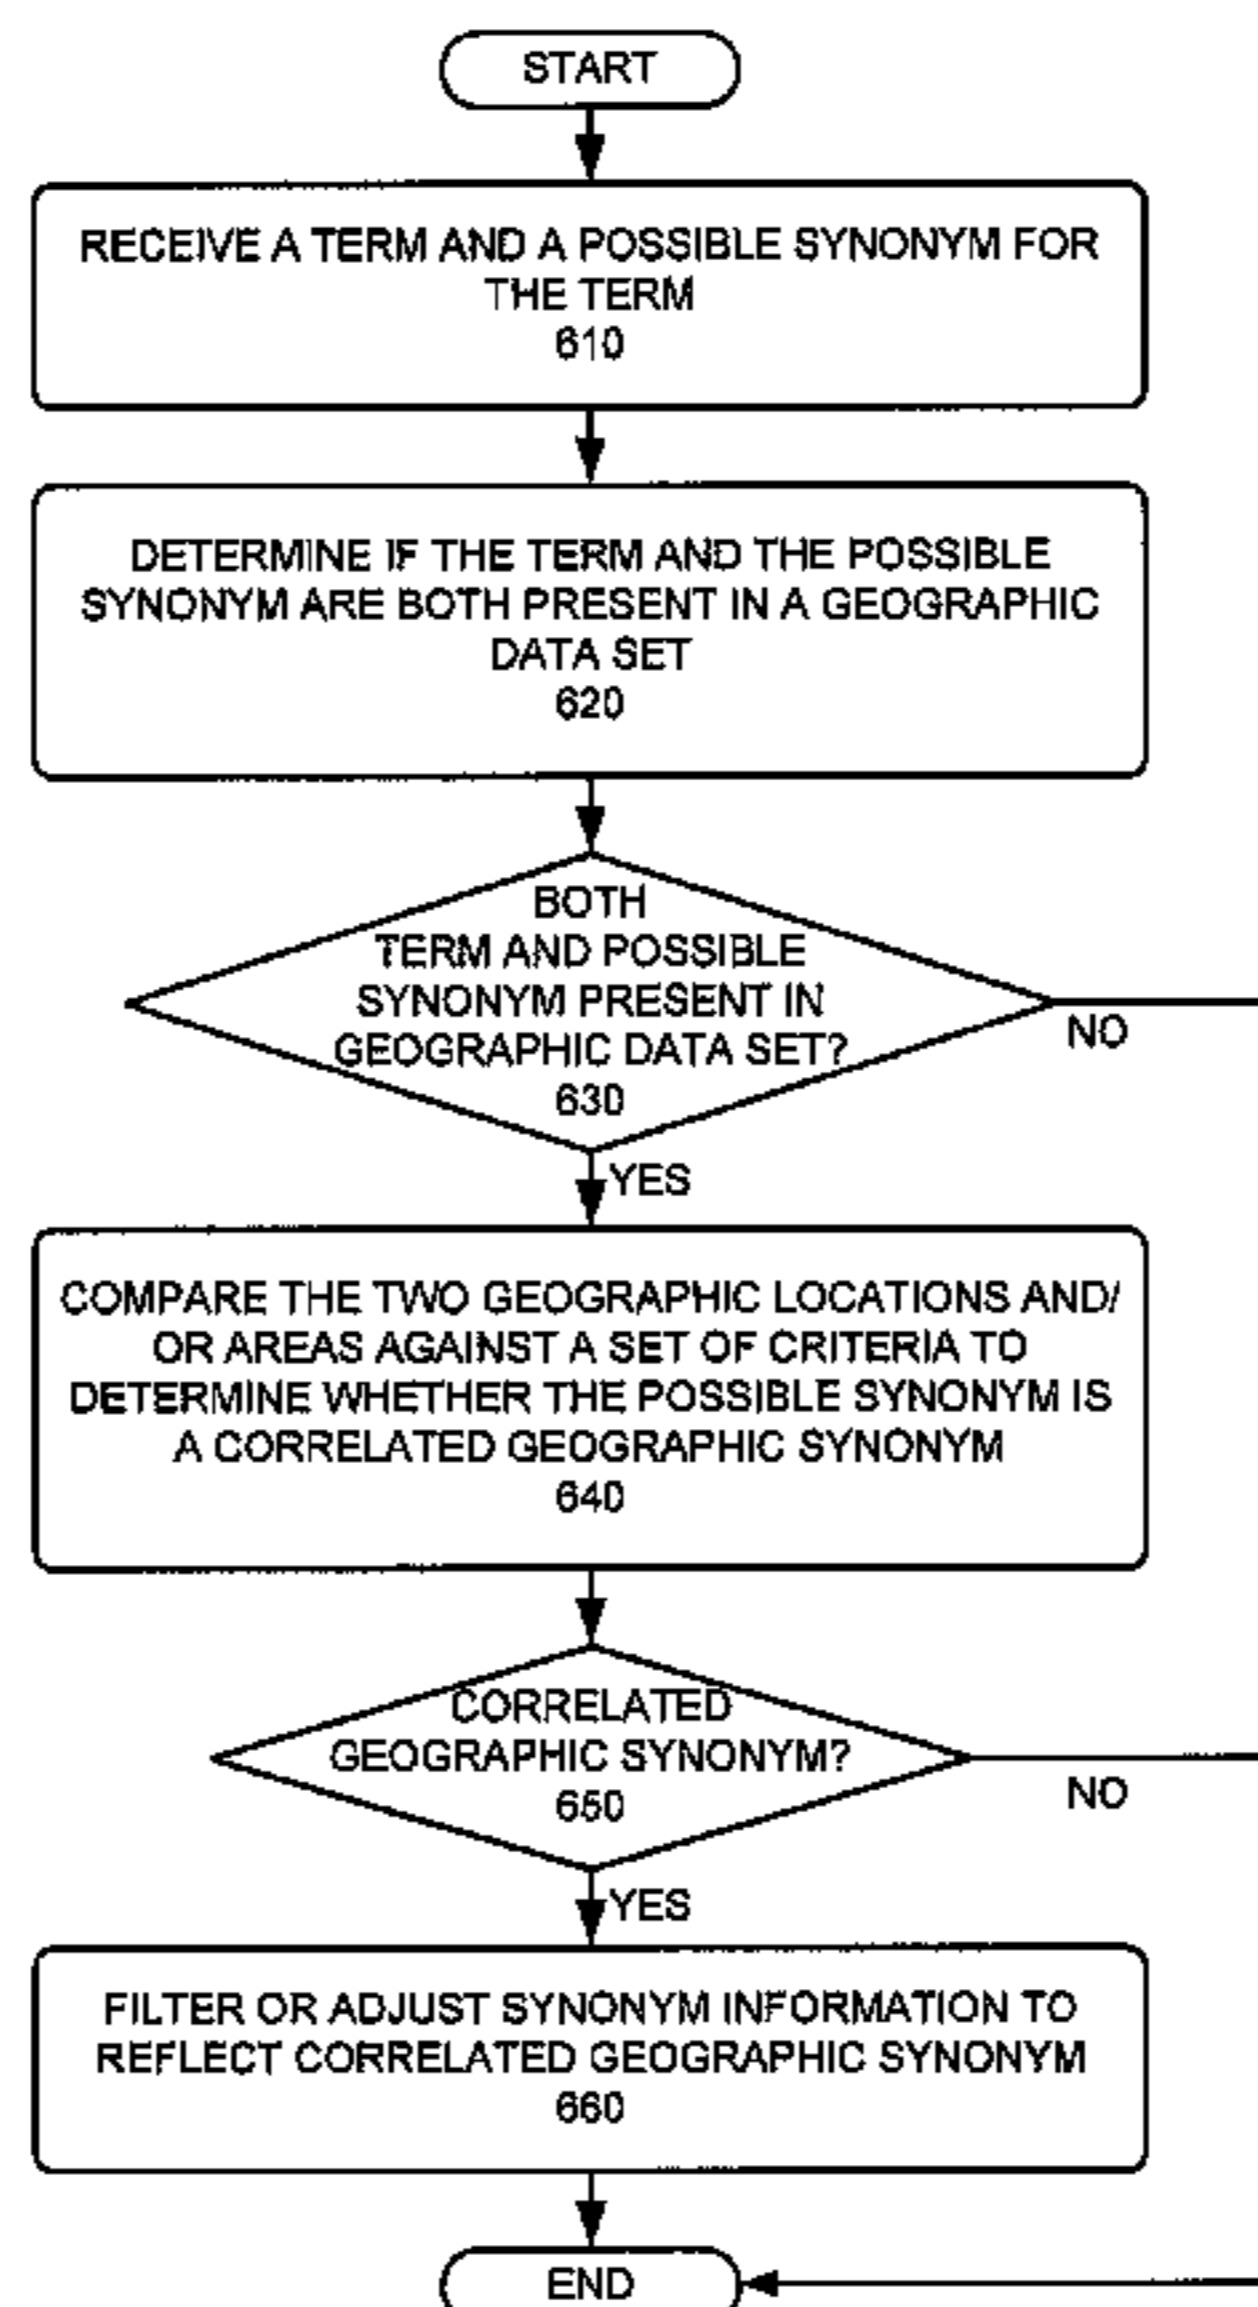 START
RECEIVE A TERM AND A POSSIBLE SYNONYM FOR
THE TERM
610
DETERMINE IF THE TERM AND THE POSSIBLE
SYNONYM ARE BOTH PRESENT IN A GEOGRAPHIC
DATA SET
620
BOTH
TERM AND POSSIBLE
SYNONYM PRESENT IN
GEOGRAPHIC DATA SET?
630
NO
YES
COMPARE THE TWO GEOGRAPHIC LOCATIONS AND/
OR AREAS AGAINST A SET OF CRITERIA TO
DETERMINE WHETHER THE POSSIBLE SYNONYM IS
A CORRELATED GEOGRAPHIC SYNONYM
640
CORRELATED
GEOGRAPHIC SYNONYM?
650
NO
YES
FILTER OR ADJUST SYNONYM INFORMATION TO
REFLECT CORRELATED GEOGRAPHIC SYNONYM
660
END